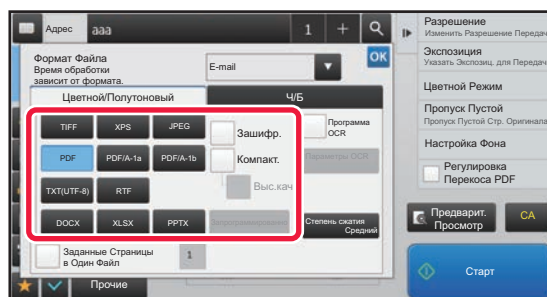 Адрес
aaa
1
Формат Файла
Время обработки
зависит от формата.
E-mail
OK
Цветной/Полутоновый
Ч/Б
TIFF
XPS
JPEG
Зашифр.
Программа
OCR
PDF
PDF/A-1a
PDF/A-1b
Компакт.
Параметры OCR
TXT(UTF-8)
RTF
Выс.кач
DOCX
XLSX
PPTX
Степень сжатия
Средний
Заданные Страницы
в Один Файл
1
Прочие
Разрешение
Изменить Разрешение Передач
Экспозиция
Указать Экспозиц. для Передач
Цветной Режим
Пропуск Пустой
Пропуск Пустой Стр. Оригинала
Настройка Фона
Регулировка
Перекоса PDF
Предварит.
Просмотр
CA
Старт